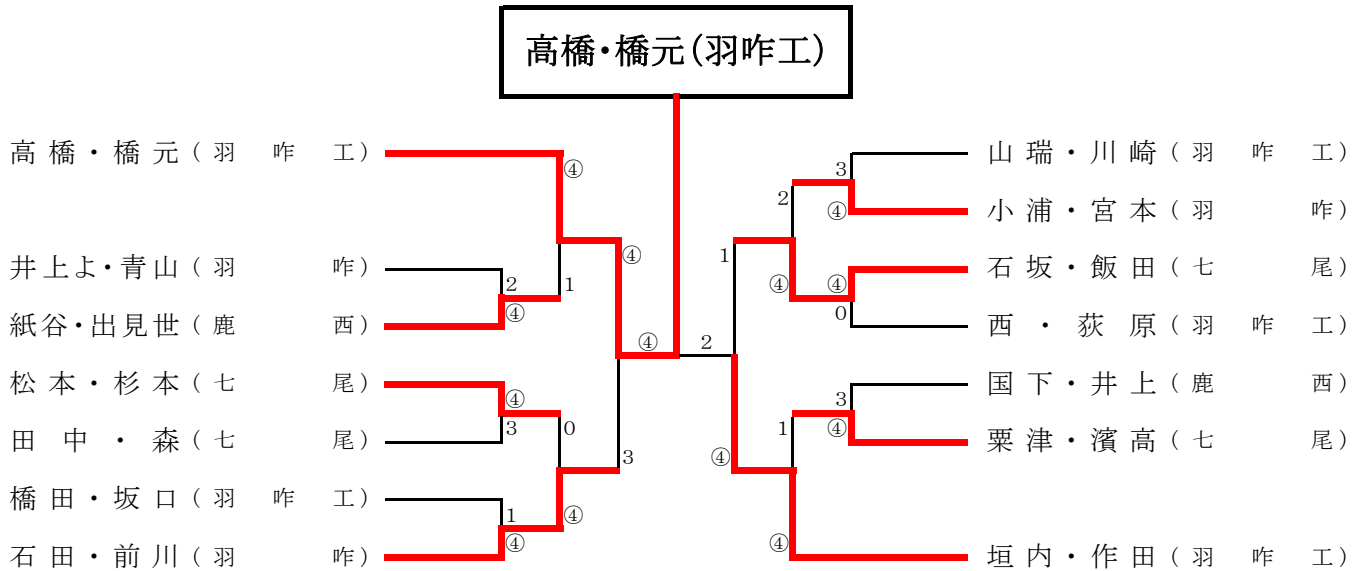 高橋・橋元(羽咋工)
高橋・橋元(羽咋工)
井上よ・青山(羽咋)
紙谷・出見世(鹿西)
松本・杉本(七尾)
田中・森(七尾)
橋田・坂口(羽咋工)
石田・前川(羽咋)
④
2
④
1
④
3
0
1
④
④
④
3
④
2
1
④
2
④
1
④
3
④
④
0
3
④
山瑞・川崎(羽咋工)
小浦・宮本(羽咋)
石坂・飯田(七尾)
西・荻原(羽咋工)
国下・井上(鹿西)
粟津・濱高(七尾)
垣内・作田(羽咋工)